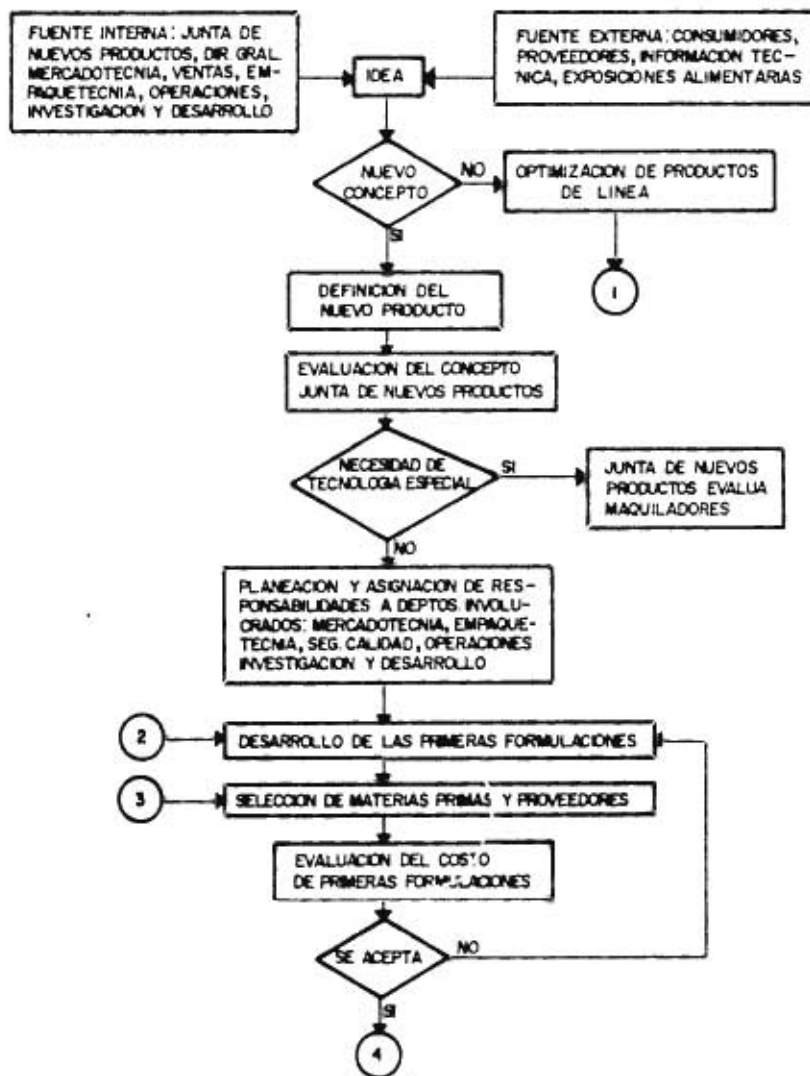 FUENTE INTERNA: JUNTA DE
NUEVOS PRODUCTOS, DIR. GRAL.
MERCADOTECNIA, VENTAS, EM-
PAQUETECNIA, OPERACIONES,
INVESTIGACION Y DESARROLLO
IDEA
FUENTE EXTERNA: CONSUMIDORES,
PROVEEDORES, INFORMACION TEC-
NICA, EXPOSICIONES ALIMENTARIAS
NUEVO
CONCEPTO
NO
OPTIMIZACION DE PRODUCTOS
DE LINEA
SI
1
DEFINICION DEL
NUEVO PRODUCTO
EVALUACION DEL CONCEPTO
JUNTA DE NUEVOS PRODUCTOS
NECESIDAD DE
TECNOLOGIA ESPECIAL
SI
JUNTA DE NUEVOS
PRODUCTOS EVALUA
MAQUILADORES
NO
PLANEACION Y ASIGNACION DE RES-
PONSABILIDADES A DEPTOS. INVOLU-
CRADOS: MERCADOTECNIA, EMPAQUE-
TECNIA, SEG. CALIDAD, OPERACIONES
INVESTIGACION Y DESARROLLO
2
DESARROLLO DE LAS PRIMERAS FORMULACIONES
3
SELECCION DE MATERIAS PRIMAS Y PROVEEDORES
EVALUACION DEL COSTO
DE PRIMERAS FORMULACIONES
SE ACEPTA
NO
SI
4